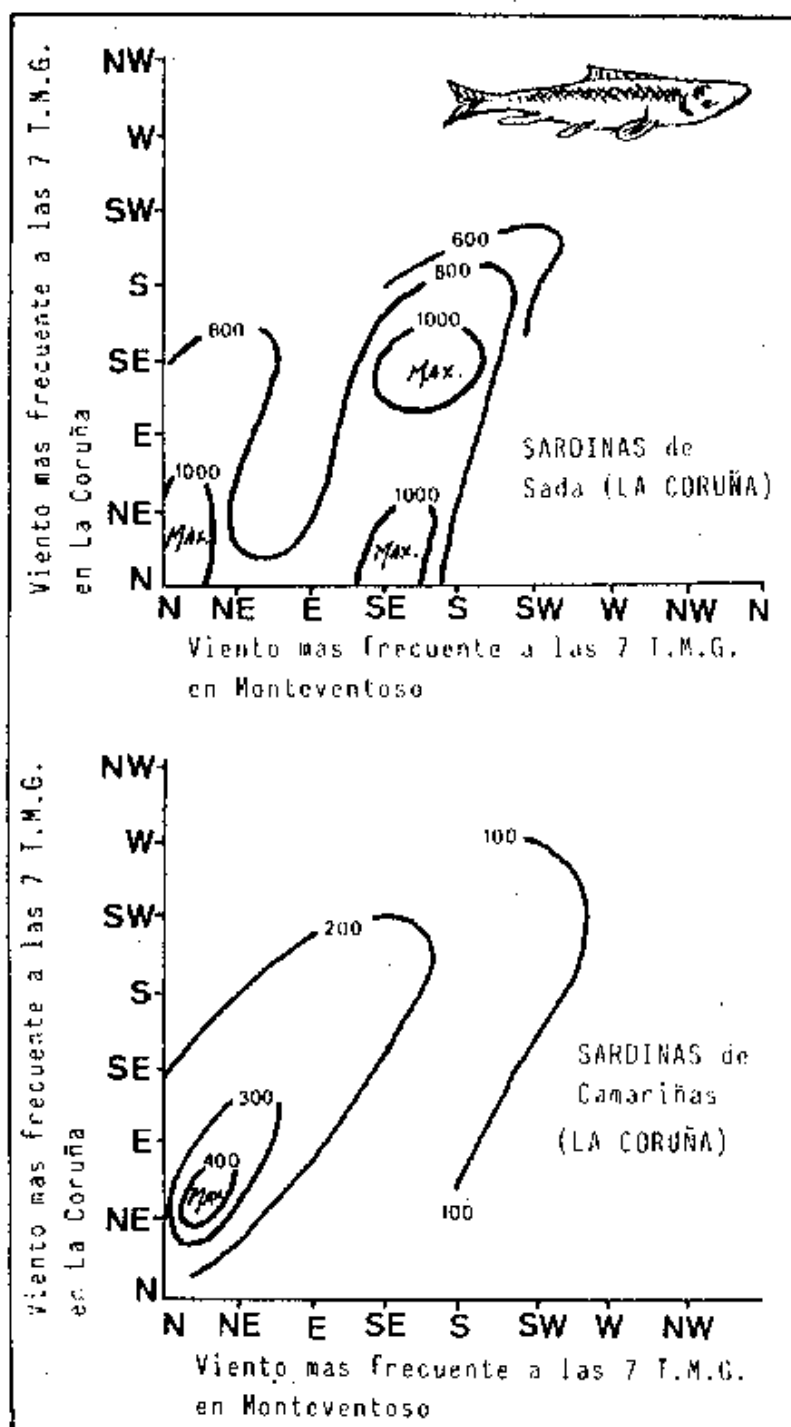 Viento mas frecuente a las 7 T.M.G.
en La Coruña
NW
W
SW
S
SE
E
NE
N
600
800
1000
MAX.
800
1000
MAX.
1000
MAX.
SARDINAS de
Sada (LA CORUÑA)
N NE E SE S SW W NW N
Viento mas frecuente a las 7 T.M.G.
en Monteventoso
Viento mas frecuente a las 7 T.M.G.
en La Coruña
NW
W
SW
S
SE
E
NE
N
100
200
300
400
MAX
100
SARDINAS de
Camariñas
(LA CORUÑA)
N NE E SE S SW W NW
Viento mas frecuente a las 7 T.M.G.
en Monteventoso